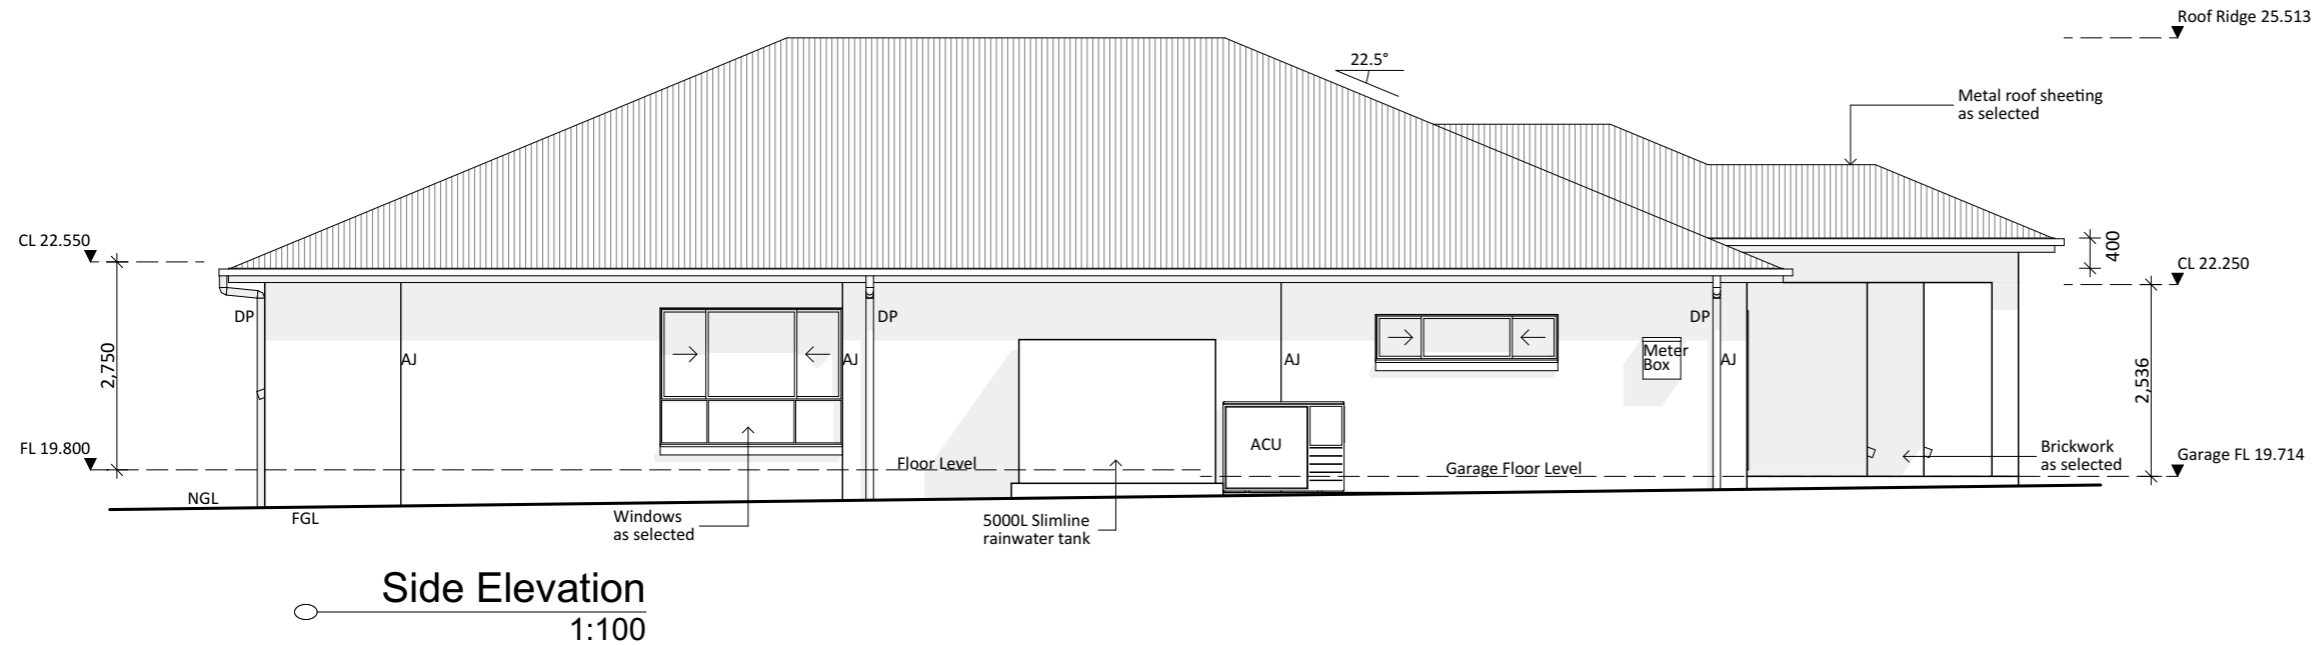 Roof Ridge 25.513
22.5°
Metal roof sheeting
as selected
CL 22.550
400
CL 22.250
DP
DP
DP
2,750
AJ
AJ
AJ
Meter
Box
AJ
2,536
FL 19.800
Floor Level
ACU
Garage Floor Level
Brickwork
as selected
Garage FL 19.714
NGL
FGL
Windows
as selected
5000L Slimline
rainwater tank
Side Elevation
1:100